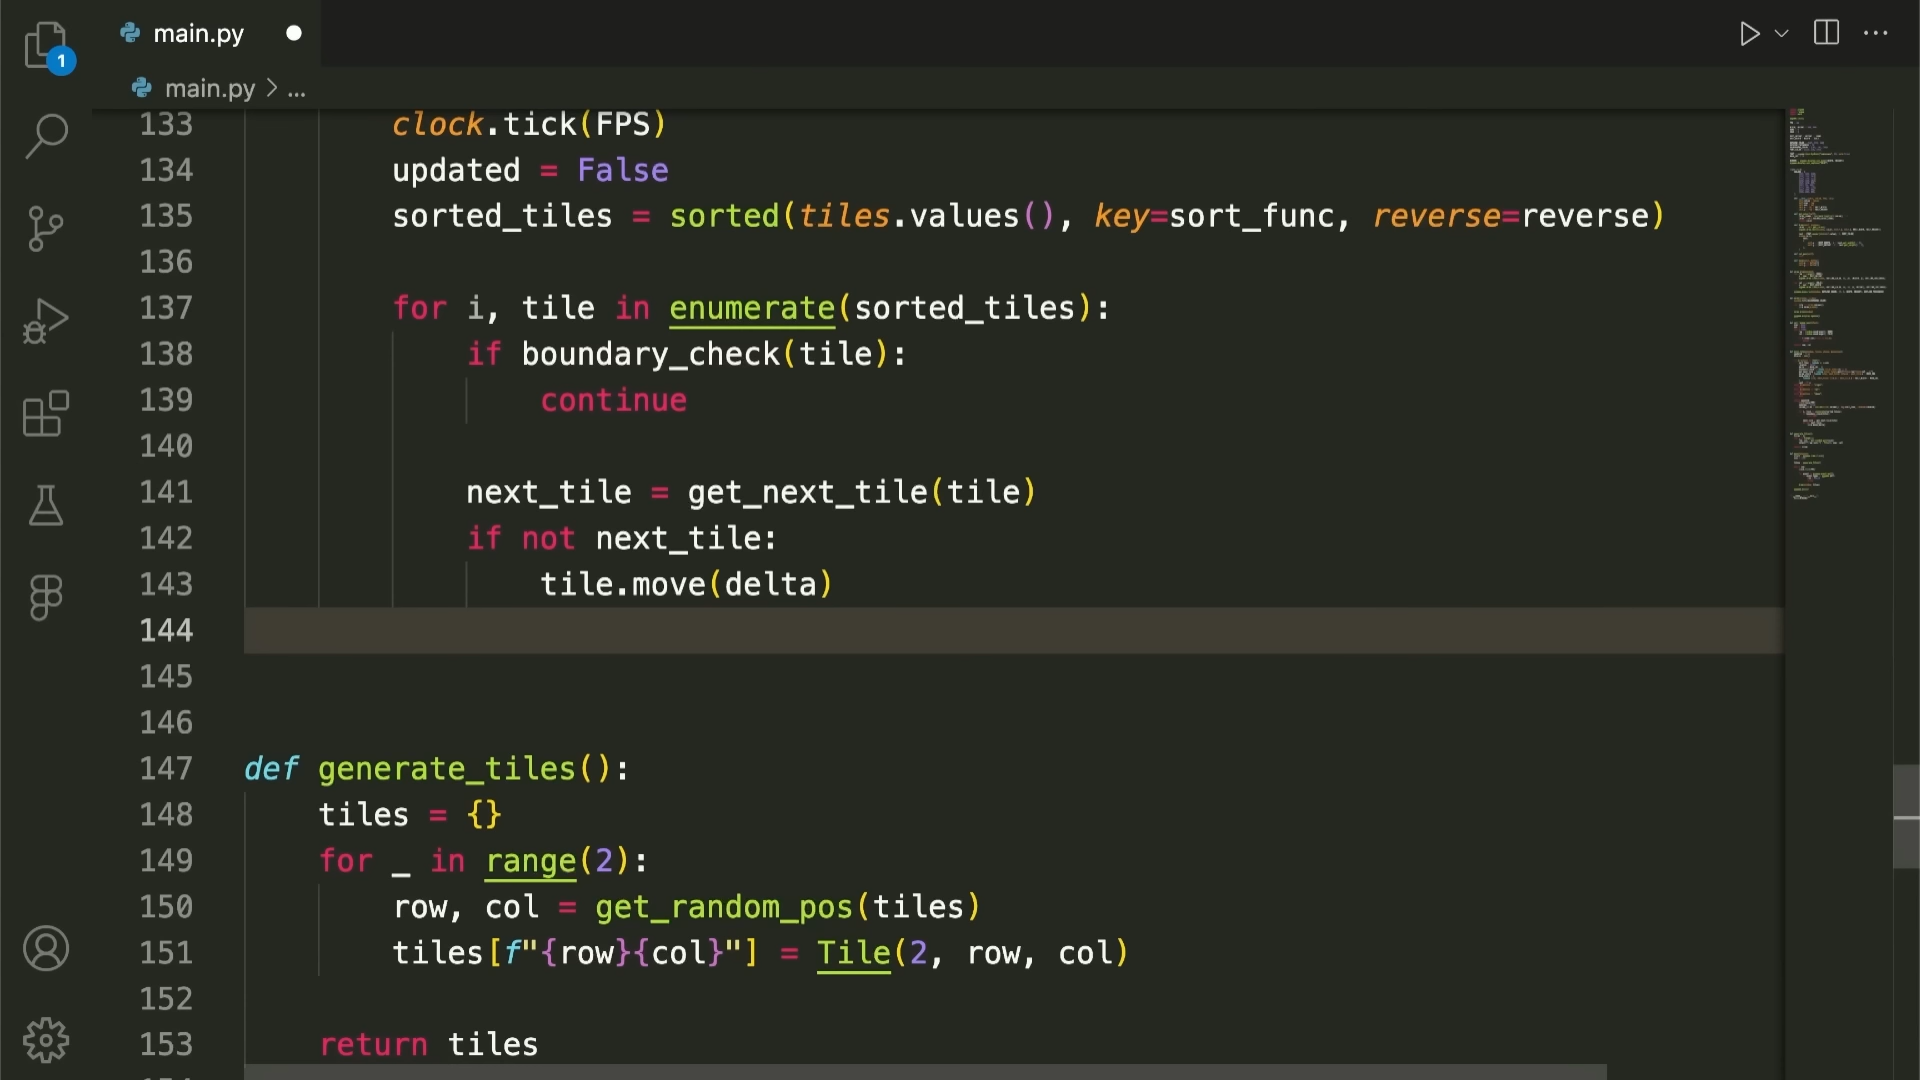 main.py
main.py > ...
1
133 clock.tick(FPS)
134 updated = False
135 sorted_tiles = sorted(tiles.values(), key=sort_func, reverse=reverse)
136
137 for i, tile in enumerate(sorted_tiles):
138 if boundary_check(tile):
139 continue
140
141 next_tile = get_next_tile(tile)
142 if not next_tile:
143 tile.move(delta)
144
145
146
147 def generate_tiles():
148 tiles = {}
149 for _ in range(2):
150 row, col = get_random_pos(tiles)
151 tiles[f"{row}{col}"] = Tile(2, row, col)
152
153 return tiles